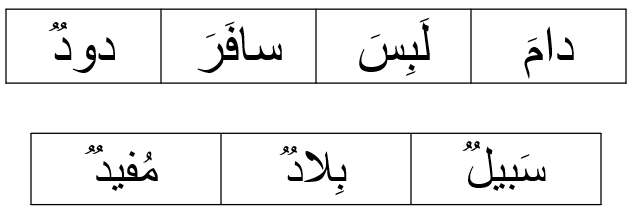 دامَ لَبِسَ سافَرَ دودٌ
سَبيلٌ بِلادٌ مُفيدٌ